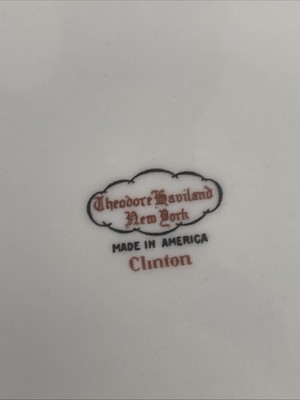 Theodore Haviland
New York
MADE IN AMERICA
Clinton